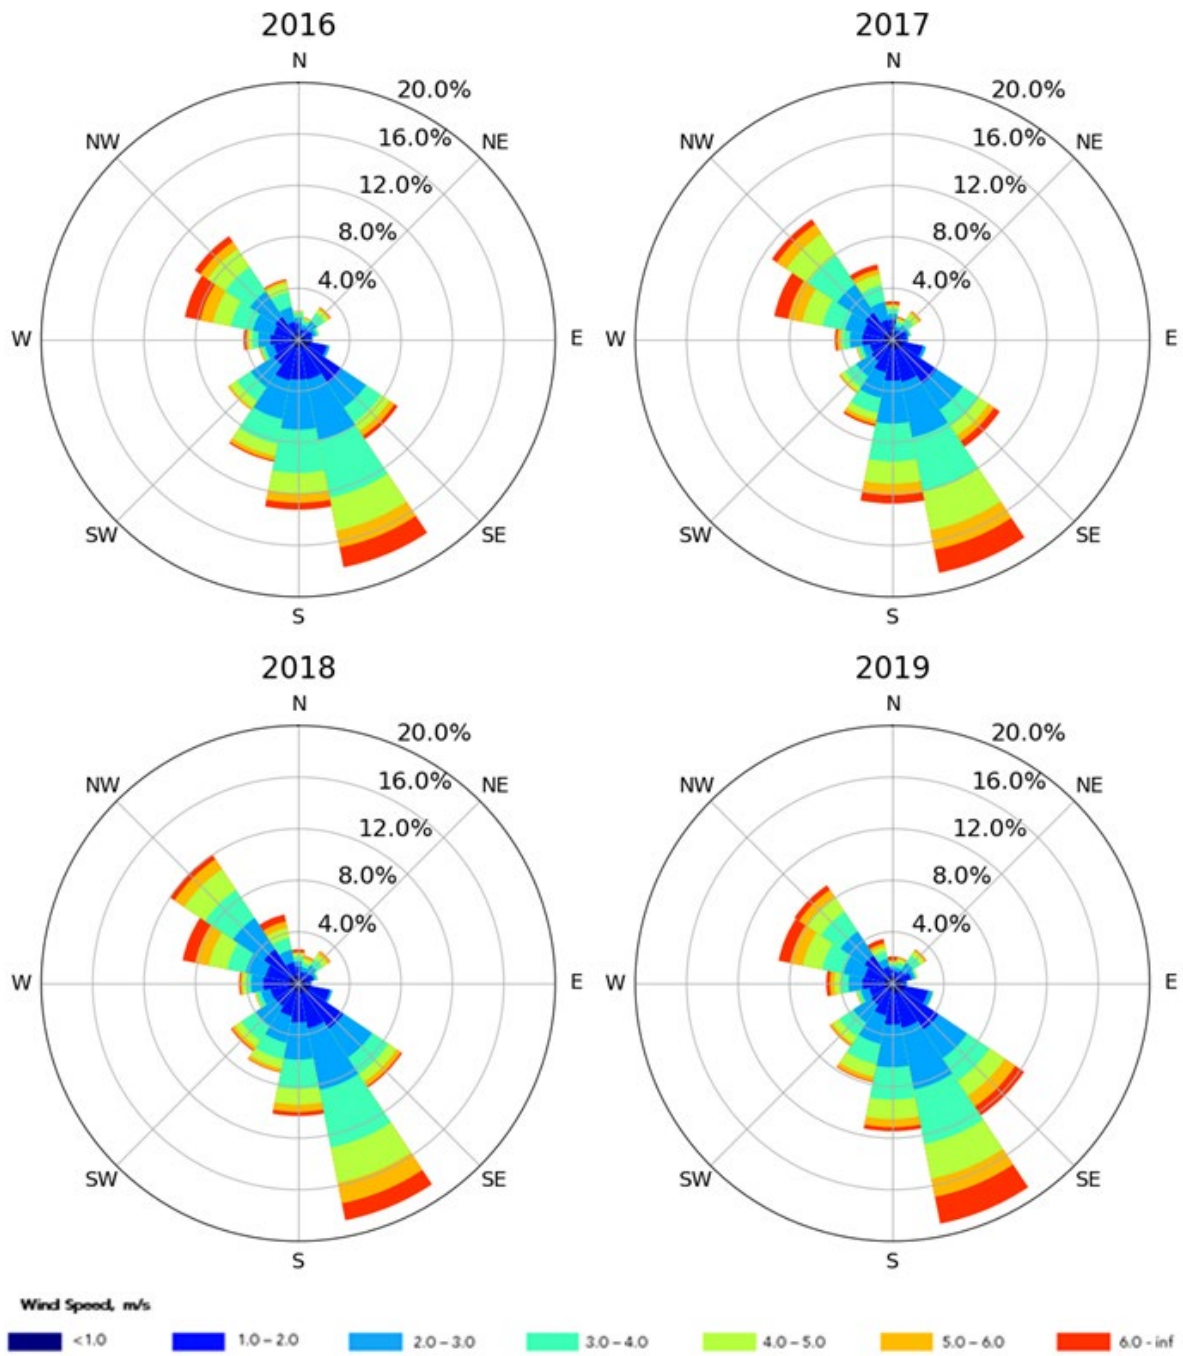 2016 2017
N N
20.0% 20.0%
NW 16.0% NE NW 16.0% NE
12.0% 12.0%
8.0% 8.0%
4.0% 4.0%
W E W E
SW SE SW SE
S S
2018 2019
N N
20.0% 20.0%
NW 16.0% NE NW 16.0% NE
12.0% 12.0%
8.0% 8.0%
4.0% 4.0%
W E W E
SW SE SW SE
S S
Wind Speed, m/s
<1.0 1.0 – 2.0 2.0 – 3.0 3.0 – 4.0 4.0 – 5.0 5.0 – 6.0 6.0 - inf